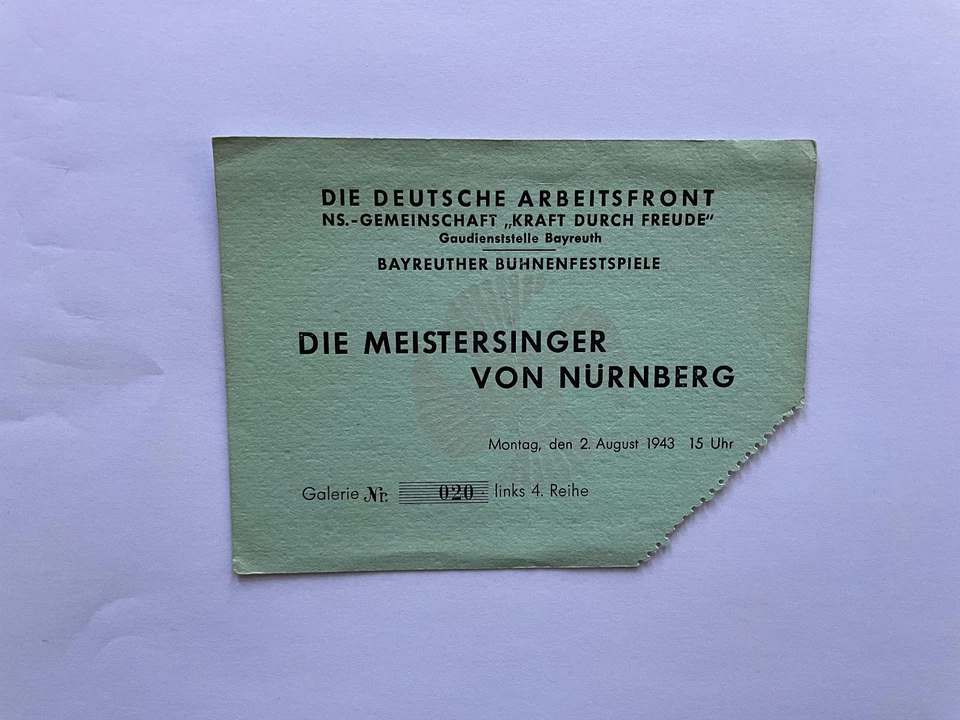 DIE DEUTSCHE ARBEITSFRONT
NS.-GEMEINSCHAFT „KRAFT DURCH FREUDE“
Gaudienststelle Bayreuth
BAYREUTHER BÜHNENFESTSPIELE
DIE MEISTERSINGER
VON NÜRNBERG
Montag, den 2. August 1943 15 Uhr
Galerie Nr. 020 links 4. Reihe